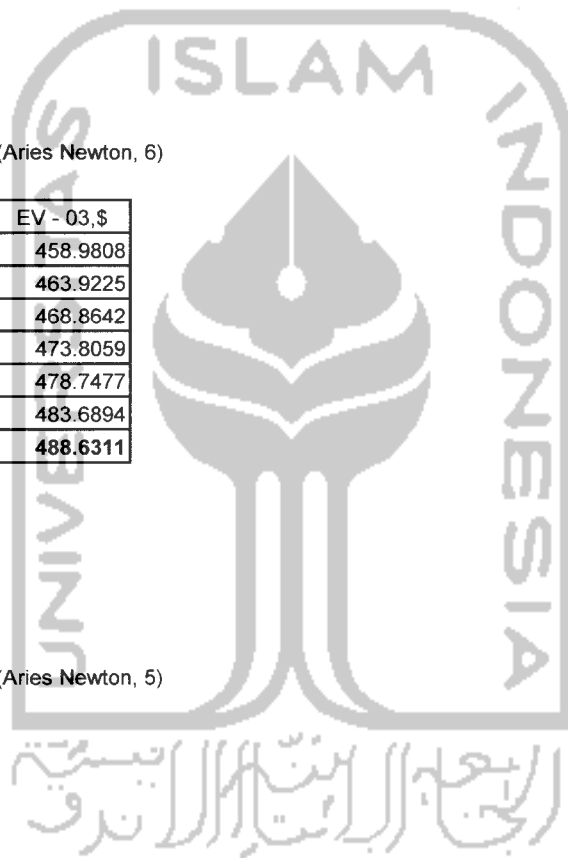 ISLAM
UNIVERSITAS
INDONESIA
(Aries Newton, 6)
EV - 03,$
458.9808
463.9225
468.8642
473.8059
478.7477
483.6894
488.6311
(Aries Newton, 5)